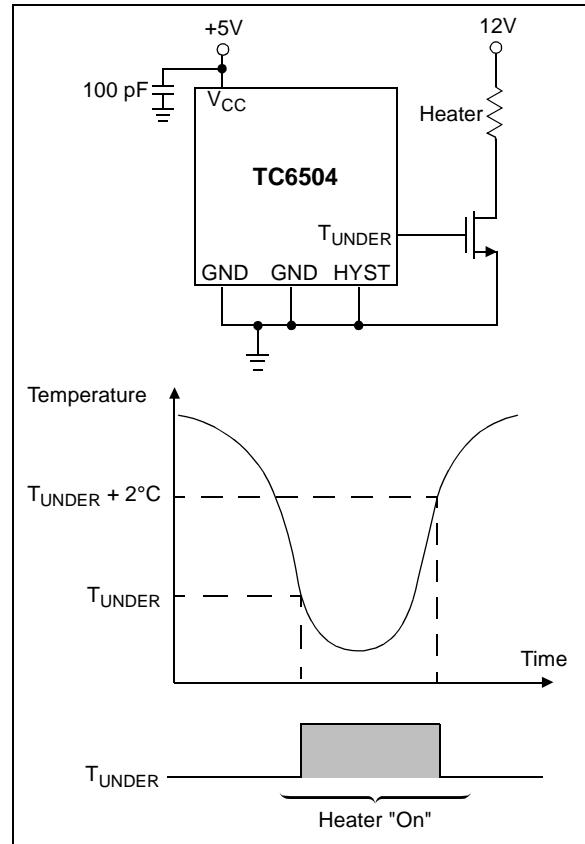 +5V
12V
100 pF
VCC
Heater
TC6504
TUNDER
GND GND HYST
Temperature
TUNDER + 2°C
TUNDER
Time
TUNDER
Heater "On"